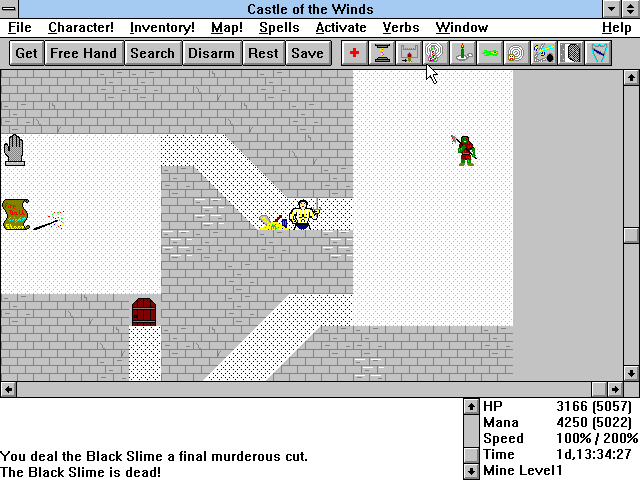 Castle of the Winds
File Character! Inventory! Map! Spells Activate Verbs Window Help
Get Free Hand Search Disarm Rest Save
HP 3166 (5057)
Mana 4250 (5022)
Speed 100% / 200%
You deal the Black Slime a final murderous cut.
Time 1d,13:34:27
The Black Slime is dead!
Mine Level1